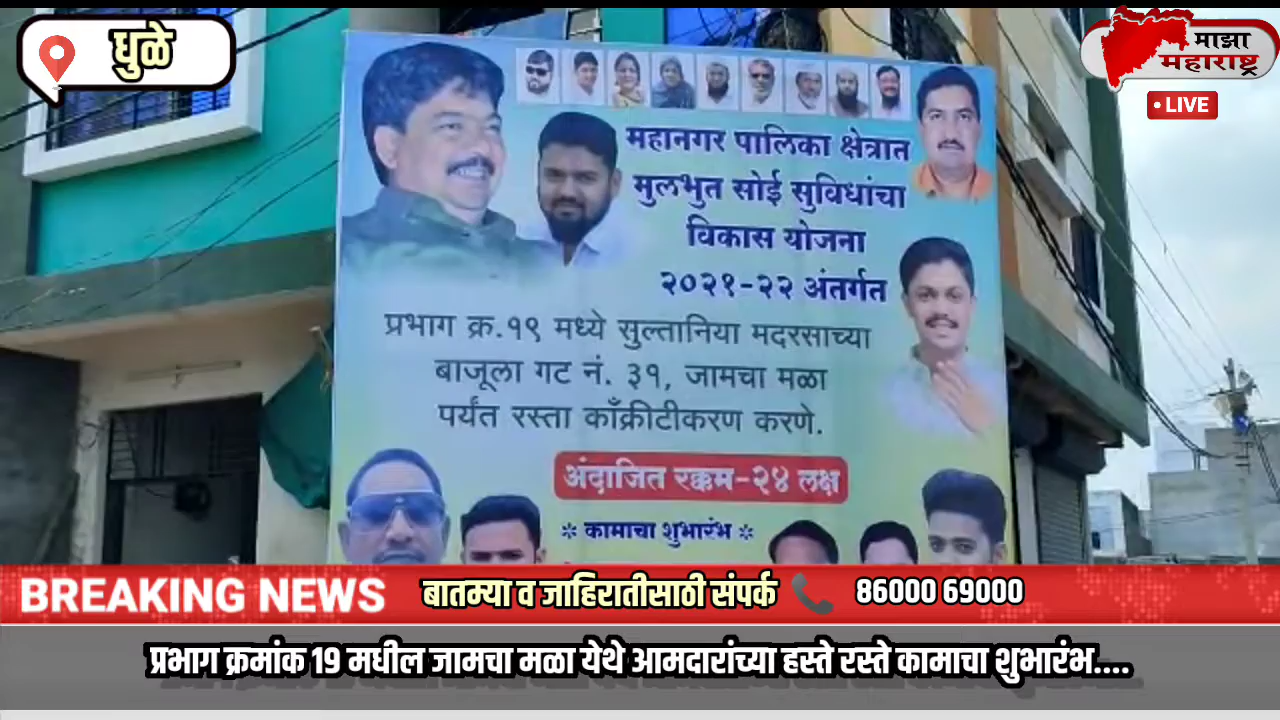 धुळे
माझा
महाराष्ट्र
LIVE
महानगर पालिका क्षेत्रात
मुलभुत सोई सुविधांचा
विकास योजना
२०२१-२२ अंतर्गत
प्रभाग क्र.१९ मध्ये सुल्तानिया मदरसाच्या
बाजूला गट नं. ३१, जामचा मळा
पर्यंत रस्ता काँक्रीटीकरण करणे.
अंदाजित रक्कम-२४ लक्ष
कामाचा शुभारंभ
BREAKING NEWS
बातम्या व जाहिरातीसाठी संपर्क 86000 69000
प्रभाग क्रमांक 19 मधील जामचा मळा येथे आमदारांच्या हस्ते रस्ते कामाचा शुभारंभ....